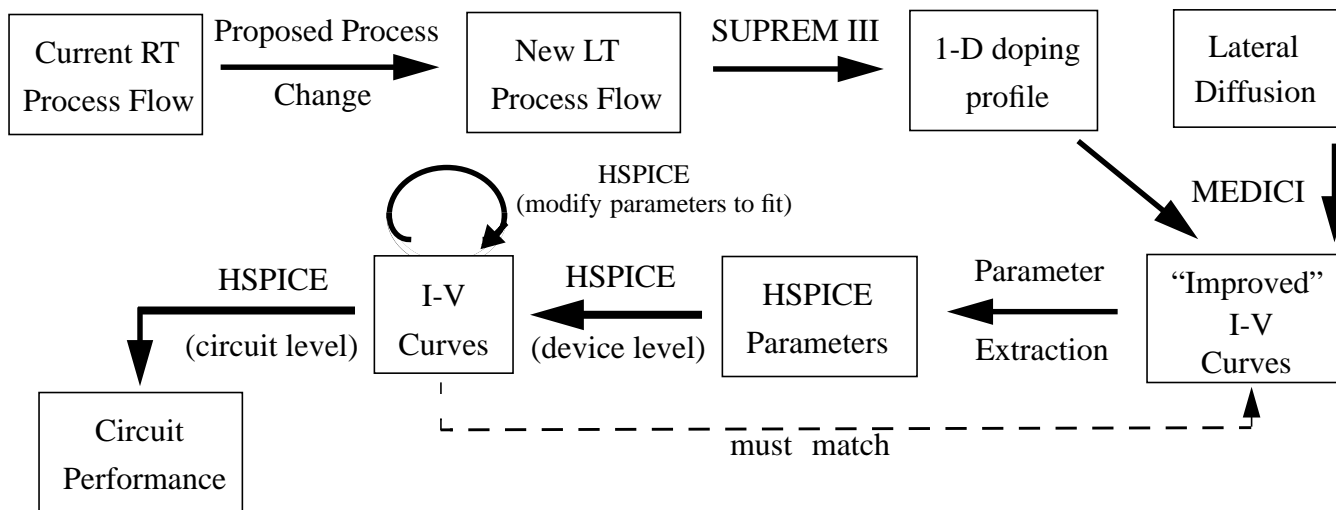 Current RT
Process Flow
Proposed Process
Change
New LT
Process Flow
SUPREM III
1-D doping
profile
Lateral
Diffusion
MEDICI
“Improved”
I-V
Curves
Parameter
Extraction
HSPICE
Parameters
HSPICE
(device level)
I-V
Curves
HSPICE
(modify parameters to fit)
HSPICE
(circuit level)
Circuit
Performance
must match